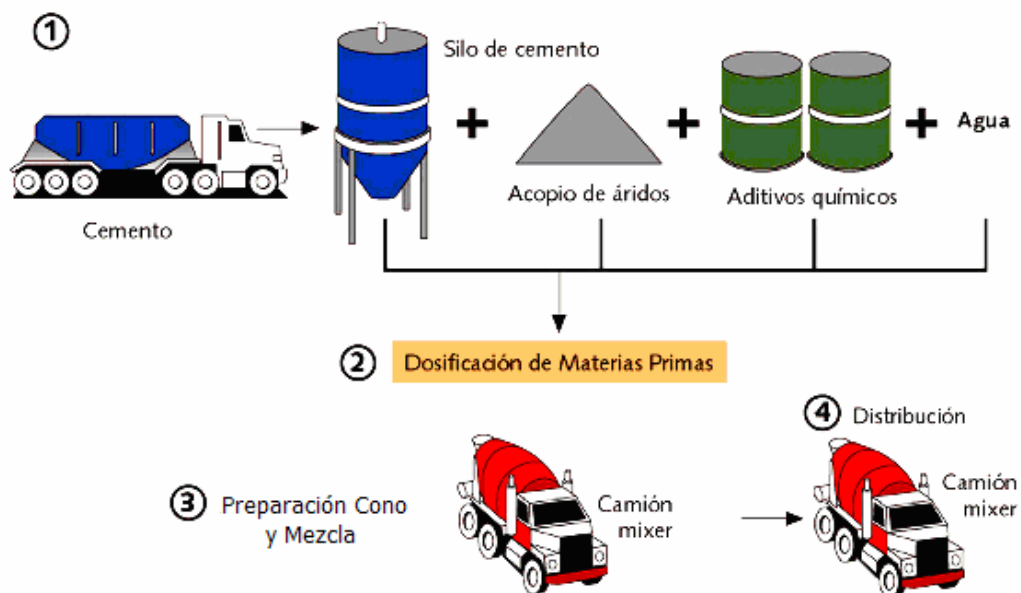 1
Silo de cemento
+
+
+
Agua
Cemento
Acopio de áridos
Aditivos químicos
2 Dosificación de Materias Primas
3 Preparación Cono
y Mezcla
Camión
mixer
4 Distribución
Camión
mixer